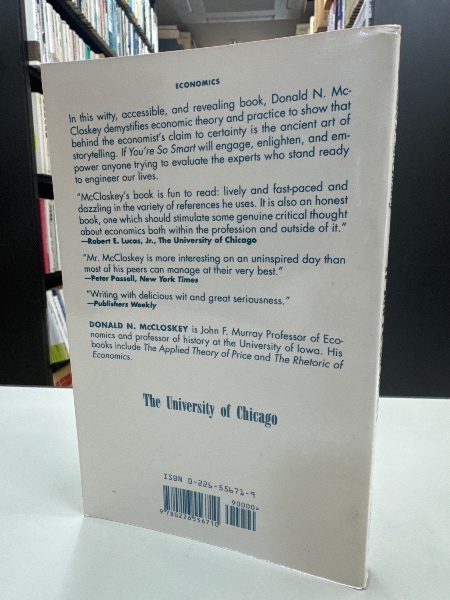 ECONOMICS
In this witty, accessible, and revealing book, Donald N. Mc-
Closkey demystifies economic theory and practice to show that
behind the economist's claim to certainty is the ancient art of
storytelling. If You're So Smart will engage, enlighten, and em-
power anyone trying to evaluate the experts who stand ready
to engineer our lives.
"McCloskey's book is fun to read: lively and fast-paced and
dazzling in the variety of references he uses. It is also an honest
book, one which should stimulate some genuine critical thought
about economics both within the profession and outside of it."
—Robert E. Lucas, Jr., The University of Chicago
"Mr. McCloskey is more interesting on an uninspired day than
most of his peers can manage at their very best."
—Peter Passell, New York Times
"Writing with delicious wit and great seriousness."
—Publishers Weekly
DONALD N. McCLOSKEY is John F. Murray Professor of Eco-
nomics and professor of history at the University of Iowa. His
books include The Applied Theory of Price and The Rhetoric of
Economics.
The University of Chicago
ISBN 0-226-55671-9
90000>
9 780226 556710